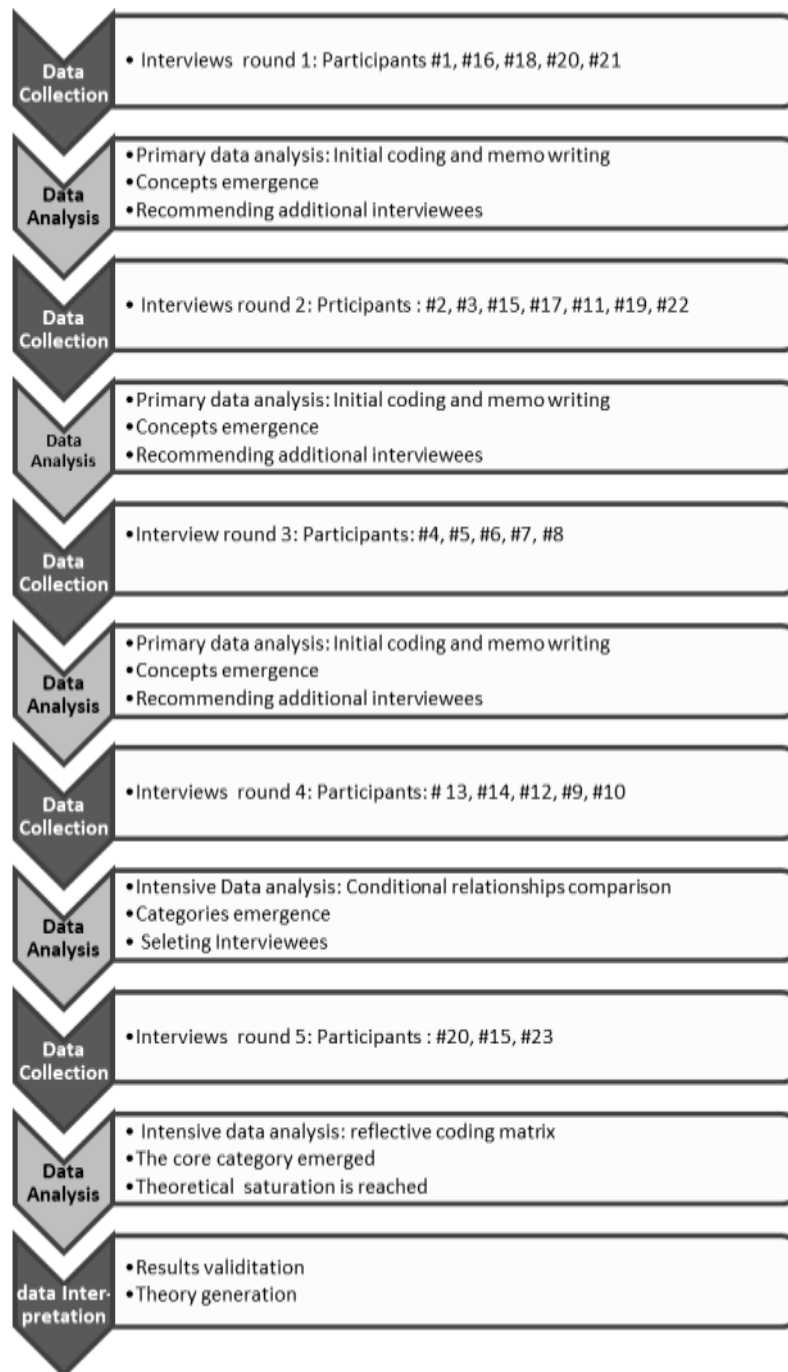 Data
Collection
• Interviews round 1: Participants #1, #16, #18, #20, #21
Data
Analysis
•Primary data analysis: Initial coding and memo writing
•Concepts emergence
•Recommending additional interviewees
Data
Collection
• Interviews round 2: Prticipants : #2, #3, #15, #17, #11, #19, #22
Data
Analysis
•Primary data analysis: Initial coding and memo writing
•Concepts emergence
•Recommending additional interviewees
Data
Collection
•Interview round 3: Participants: #4, #5, #6, #7, #8
Data
Analysis
•Primary data analysis: Initial coding and memo writing
•Concepts emergence
•Recommending additional interviewees
Data
Collection
•Interviews round 4: Participants: # 13, #14, #12, #9, #10
Data
Analysis
•Intensive Data analysis: Conditional relationships comparison
•Categories emergence
• Seleting Interviewees
Data
Collection
•Interviews round 5: Participants : #20, #15, #23
Data
Analysis
• Intensive data analysis: reflective coding matrix
•The core category emerged
•Theoretical saturation is reached
data Inter-
pretation
•Results validitation
•Theory generation